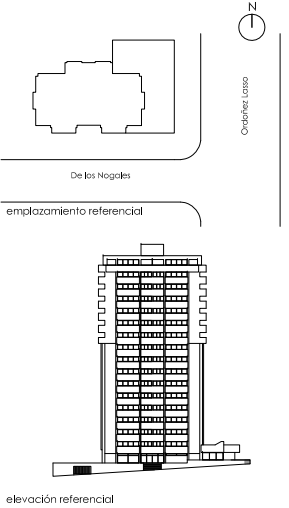 N
Ordoñez Lasso
De los Nogales
emplazamiento referencial
elevación referencial